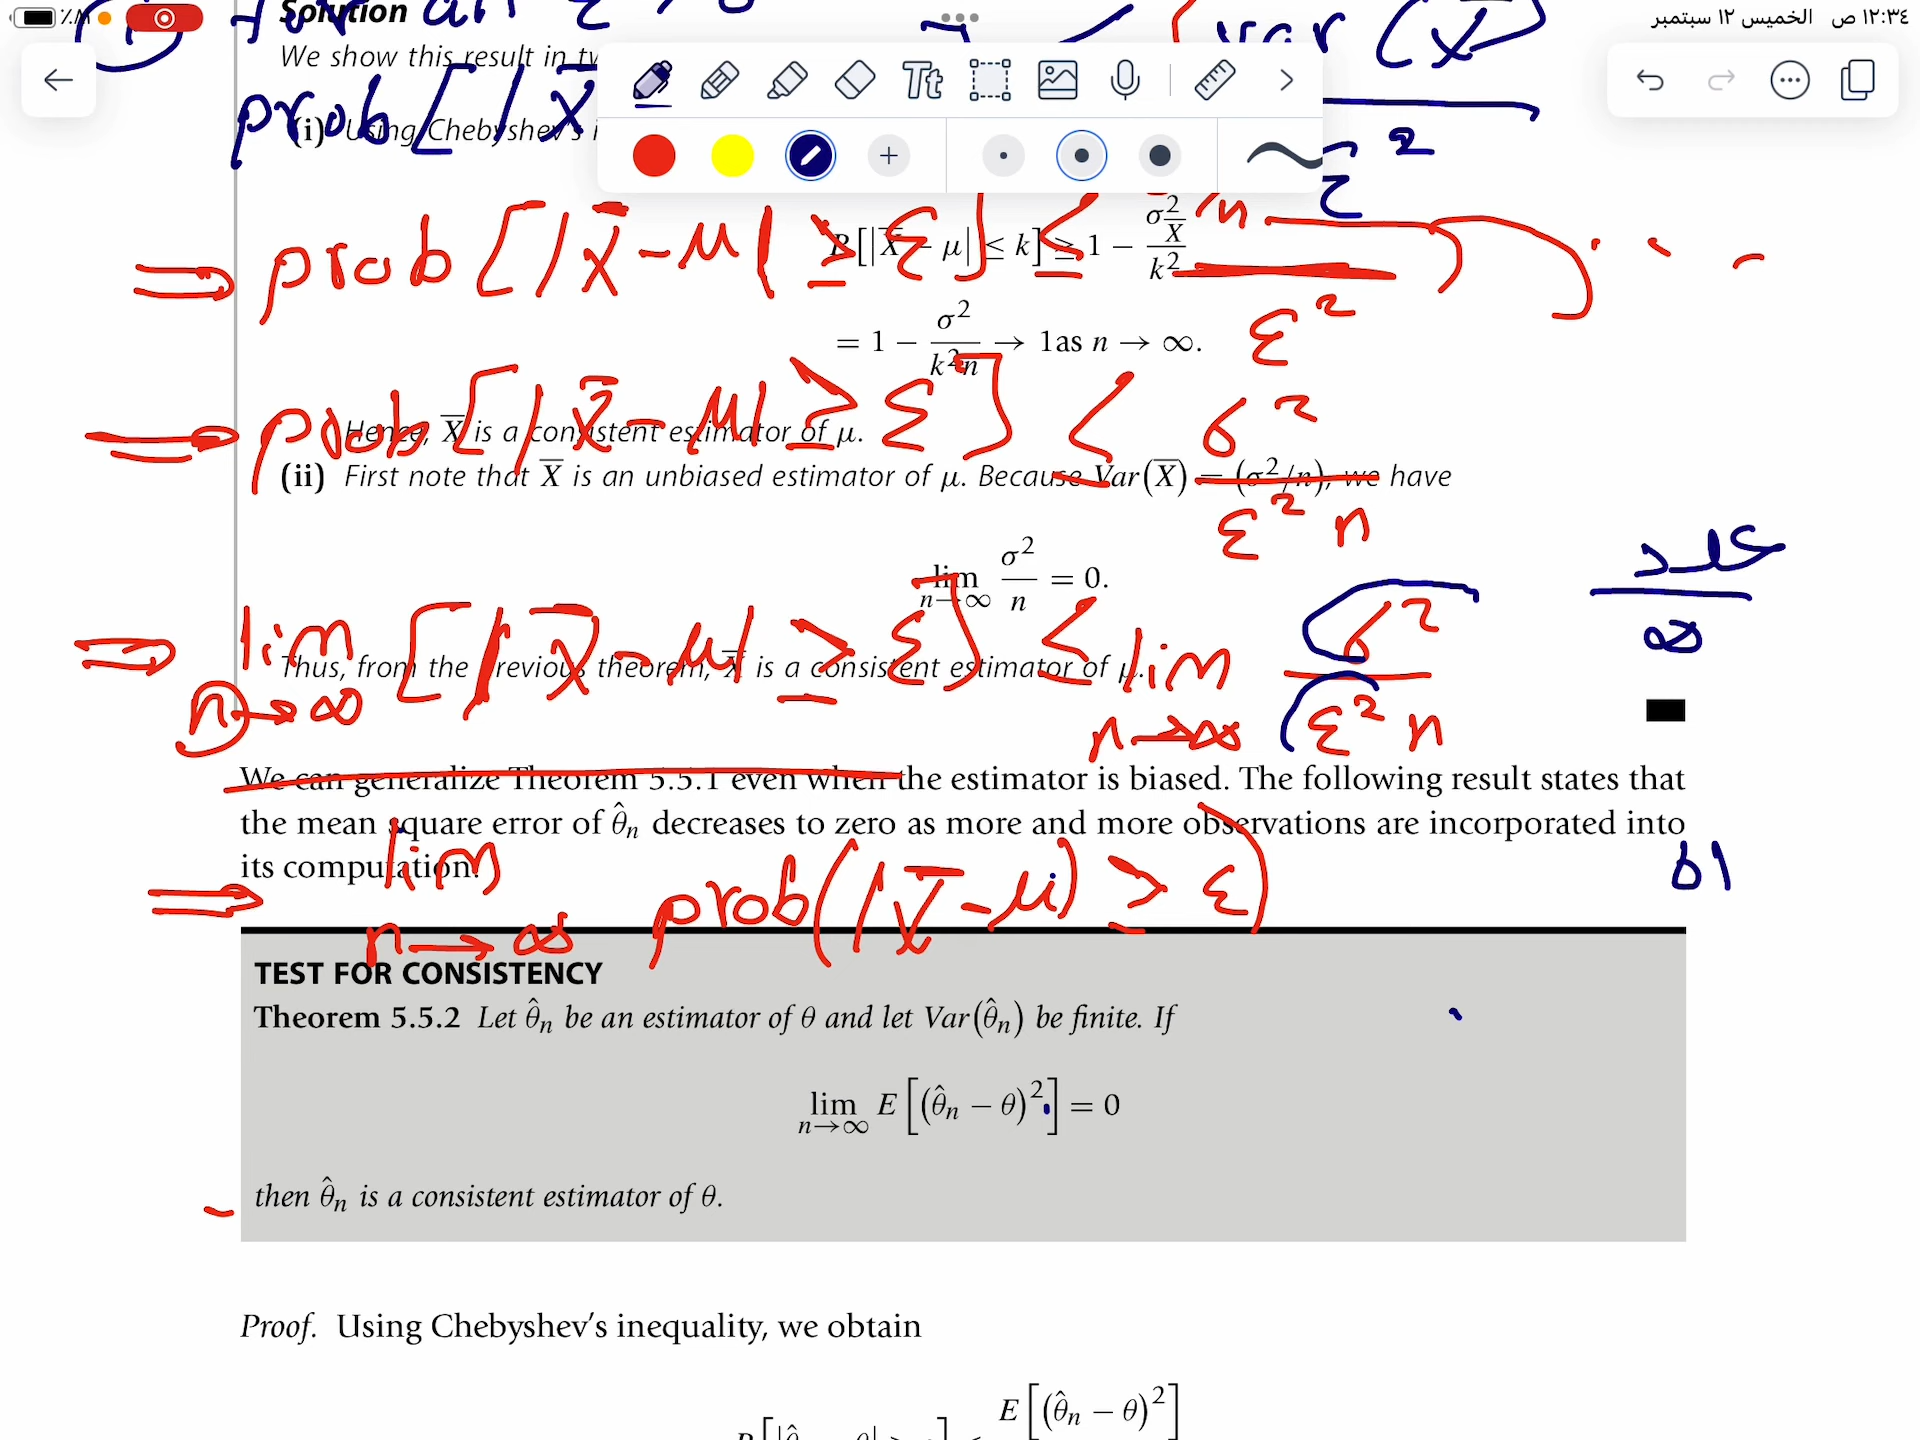 ٪٨ ١٢:٣٤ ص الخميس ١٢ سبتمبر
Solution
for all ε
var (X̄)
We show this result in tw
prob [|X̄
(i) Using Chebyshev's i
ε²
Tt
P[|X̄ − μ| ≤ k] ≥ 1 − σ²_X̄ / k²
⇒ prob [|X̄ − μ| ≥ ε] ≤ /n / ε²
= 1 − σ² / k²n → 1as n → ∞.
⇒ prob [|X̄ − μ| ≥ ε] ≤ σ² / ε² n
Hence, X̄ is a consistent estimator of μ.
(ii) First note that X̄ is an unbiased estimator of μ. Because Var(X̄) = (σ²/n), we have
lim n→∞ σ² / n = 0.
عدد / ∞
⇒ lim n→∞ [|X̄ − μ| ≥ ε] ≤ lim n→∞ σ² / ε² n
Thus, from the previous theorem, X̄ is a consistent estimator of μ.
We can generalize Theorem 5.5.1 even when the estimator is biased. The following result states that
the mean square error of θ̂n decreases to zero as more and more observations are incorporated into
its computation.
⇒ lim n→∞ prob(|X̄ − μ| ≥ ε)
TEST FOR CONSISTENCY
Theorem 5.5.2 Let θ̂n be an estimator of θ and let Var(θ̂n) be finite. If
lim n→∞ E[(θ̂n − θ)²] = 0
then θ̂n is a consistent estimator of θ.
Proof. Using Chebyshev's inequality, we obtain
E[(θ̂n − θ)²]